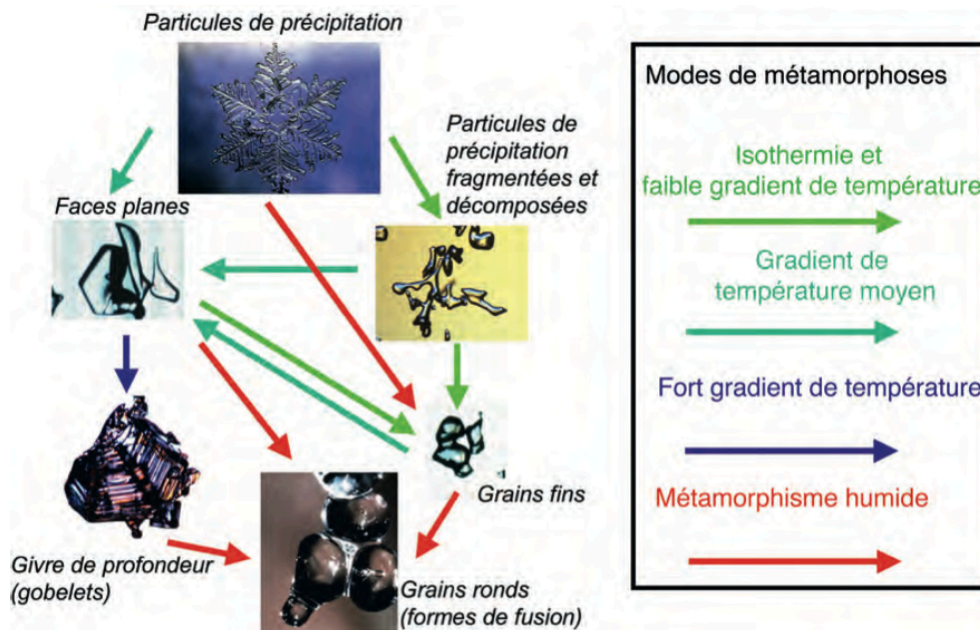 Particules de précipitation
Particules de
précipitation
fragmentées et
décomposées
Faces planes
Grains fins
Givre de profondeur
(gobelets)
Grains ronds
(formes de fusion)
Modes de métamorphoses
Isothermie et
faible gradient de température
Gradient de
température moyen
Fort gradient de température
Métamorphisme humide